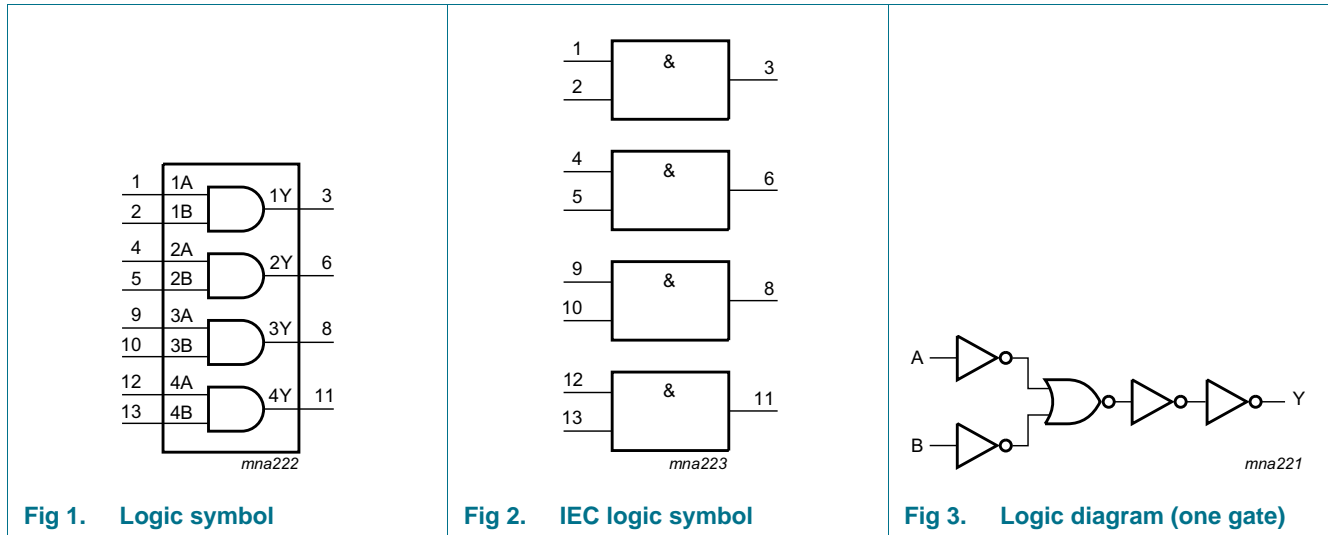 1 1A 1Y 3
2 1B
4 2A 2Y 6
5 2B
9 3A 3Y 8
10 3B
12 4A 4Y 11
13 4B
mna222
Fig 1. Logic symbol
1 & 3
2
4 & 6
5
9 & 8
10
12 & 11
13
mna223
Fig 2. IEC logic symbol
A
Y
B
mna221
Fig 3. Logic diagram (one gate)